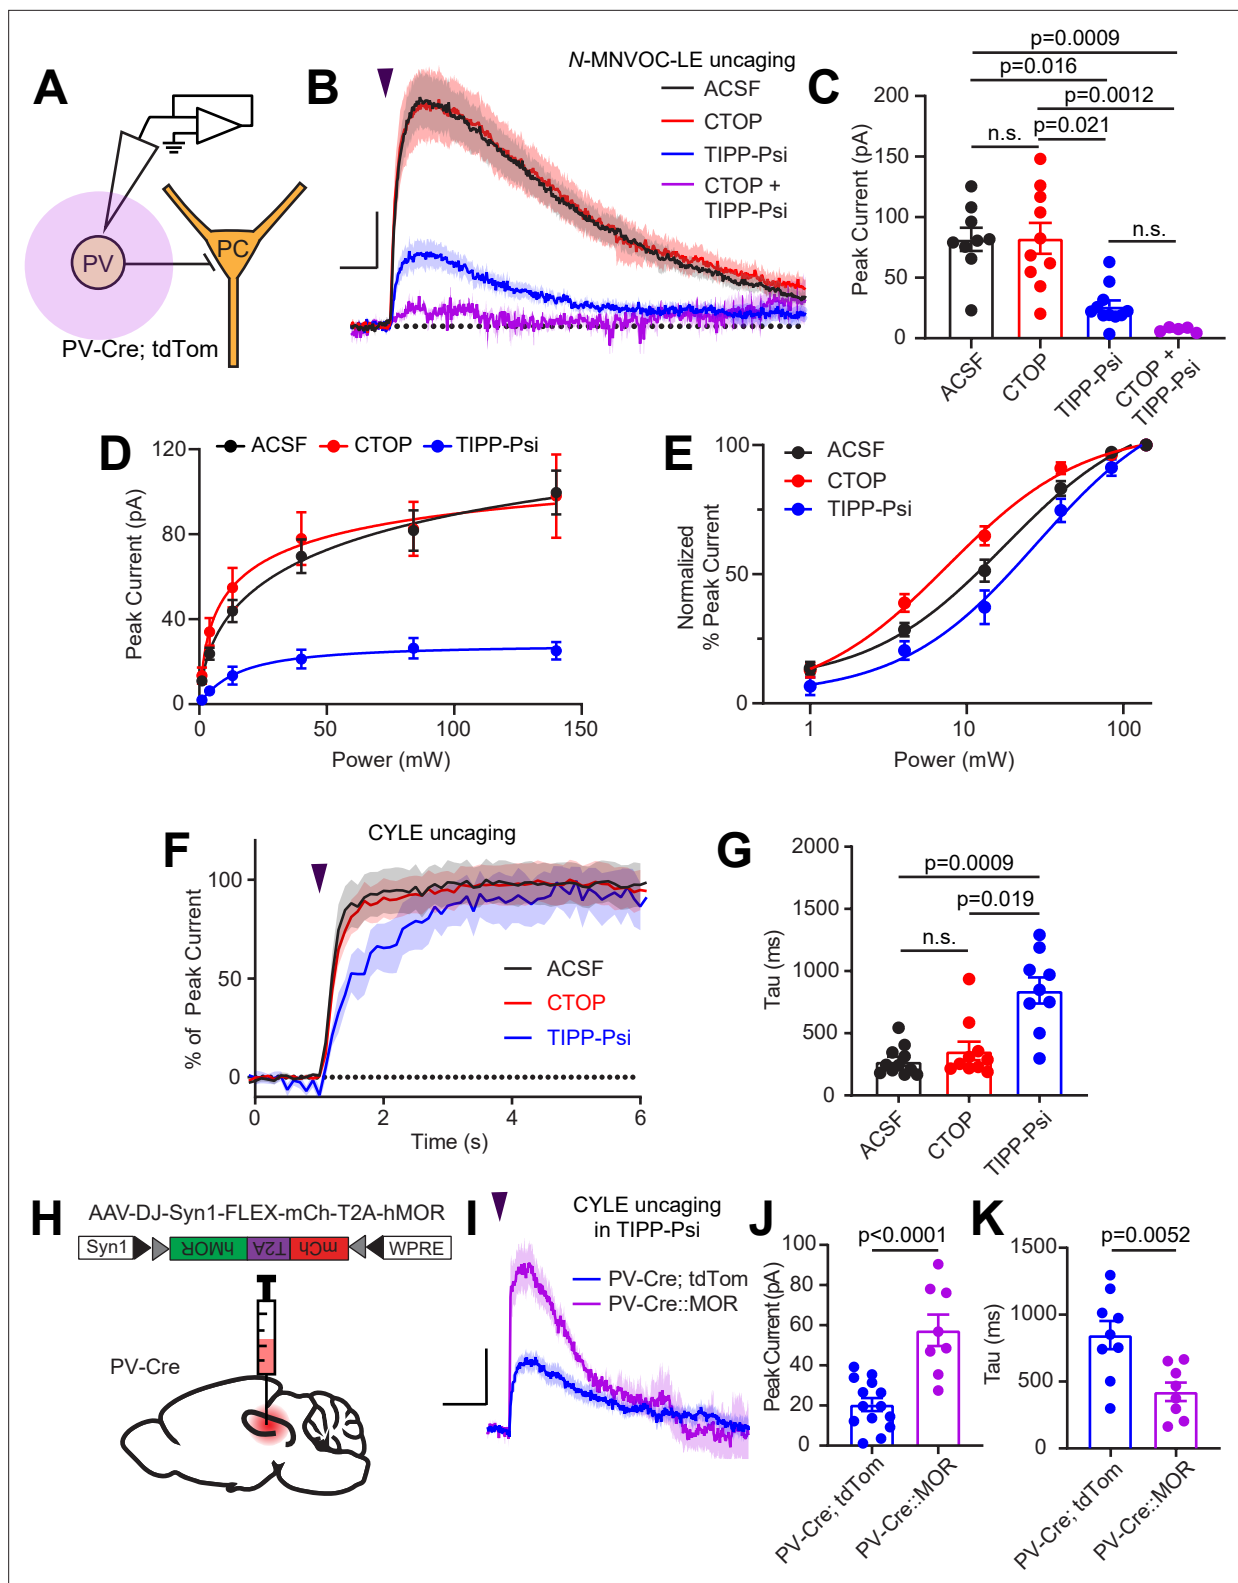 A
PV
PC
PV-Cre; tdTom
B
N-MNVOC-LE uncaging
ACSF
CTOP
TIPP-Psi
CTOP +
TIPP-Psi
C
p=0.0009
p=0.016
p=0.0012
p=0.021
n.s.
n.s.
Peak Current (pA)
200
150
100
50
0
ACSF
CTOP
TIPP-Psi
CTOP +
TIPP-Psi
D
ACSF
CTOP
TIPP-Psi
Peak Current (pA)
120
80
40
0
0
50
100
150
Power (mW)
E
ACSF
CTOP
TIPP-Psi
Normalized
% Peak Current
100
50
0
1
10
100
Power (mW)
F
CYLE uncaging
% of Peak Current
100
50
0
ACSF
CTOP
TIPP-Psi
0
2
4
6
Time (s)
G
p=0.0009
p=0.019
n.s.
Tau (ms)
2000
1500
1000
500
0
ACSF
CTOP
TIPP-Psi
H
AAV-DJ-Syn1-FLEX-mCh-T2A-hMOR
Syn1
hMOR
T2A
mCh
WPRE
PV-Cre
I
CYLE uncaging
in TIPP-Psi
PV-Cre; tdTom
PV-Cre::MOR
J
p<0.0001
Peak Current (pA)
100
80
60
40
20
0
PV-Cre; tdTom
PV-Cre::MOR
K
p=0.0052
Tau (ms)
1500
1000
500
0
PV-Cre; tdTom
PV-Cre::MOR